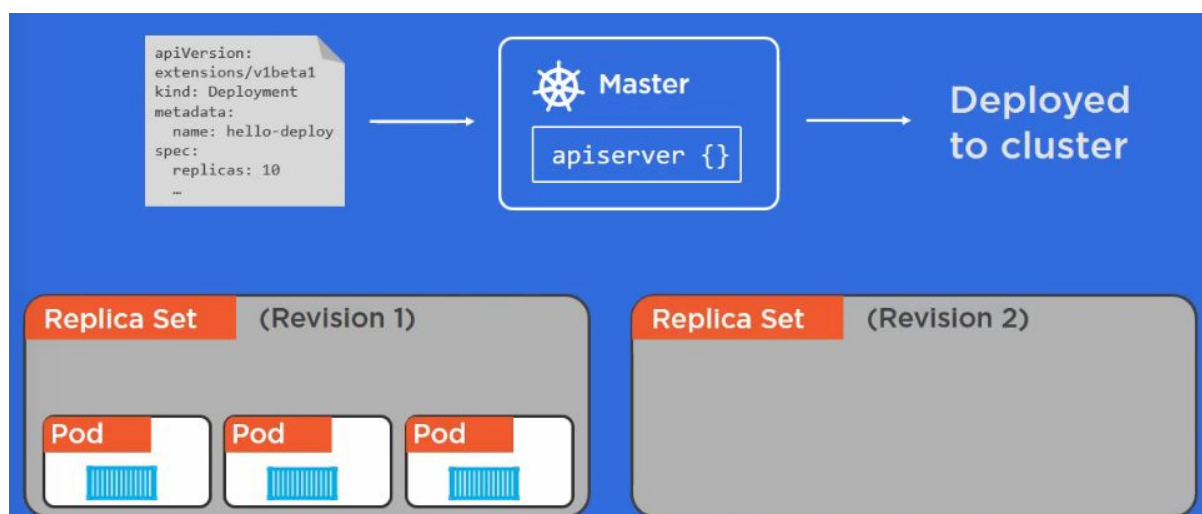 apiVersion:
extensions/v1beta1
kind: Deployment
metadata:
  name: hello-deploy
spec:
  replicas: 10
  …
Master
apiserver {}
Deployed
to cluster
Replica Set (Revision 1)
Pod
Pod
Pod
Replica Set (Revision 2)